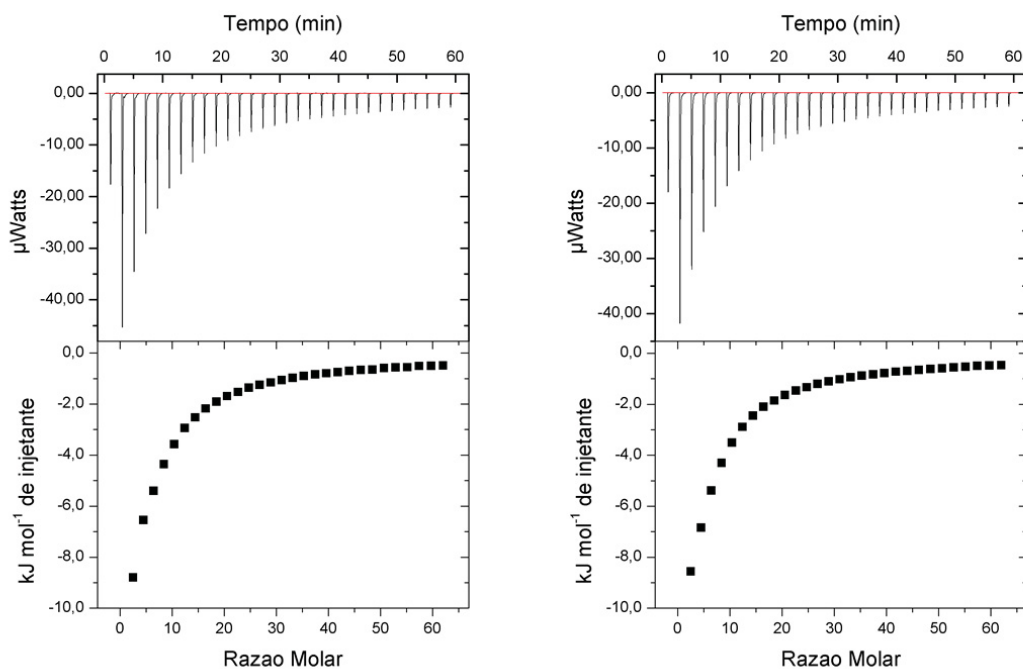 Tempo (min)
0 10 20 30 40 50 60
0,00
-10,00
-20,00
-30,00
-40,00
µWatts
0,0
-2,0
-4,0
-6,0
-8,0
-10,0
kJ mol⁻¹ de injetante
0 10 20 30 40 50 60
Razao Molar
Tempo (min)
0 10 20 30 40 50 60
0,00
-10,00
-20,00
-30,00
-40,00
µWatts
0,0
-2,0
-4,0
-6,0
-8,0
-10,0
kJ mol⁻¹ de injetante
0 10 20 30 40 50 60
Razao Molar